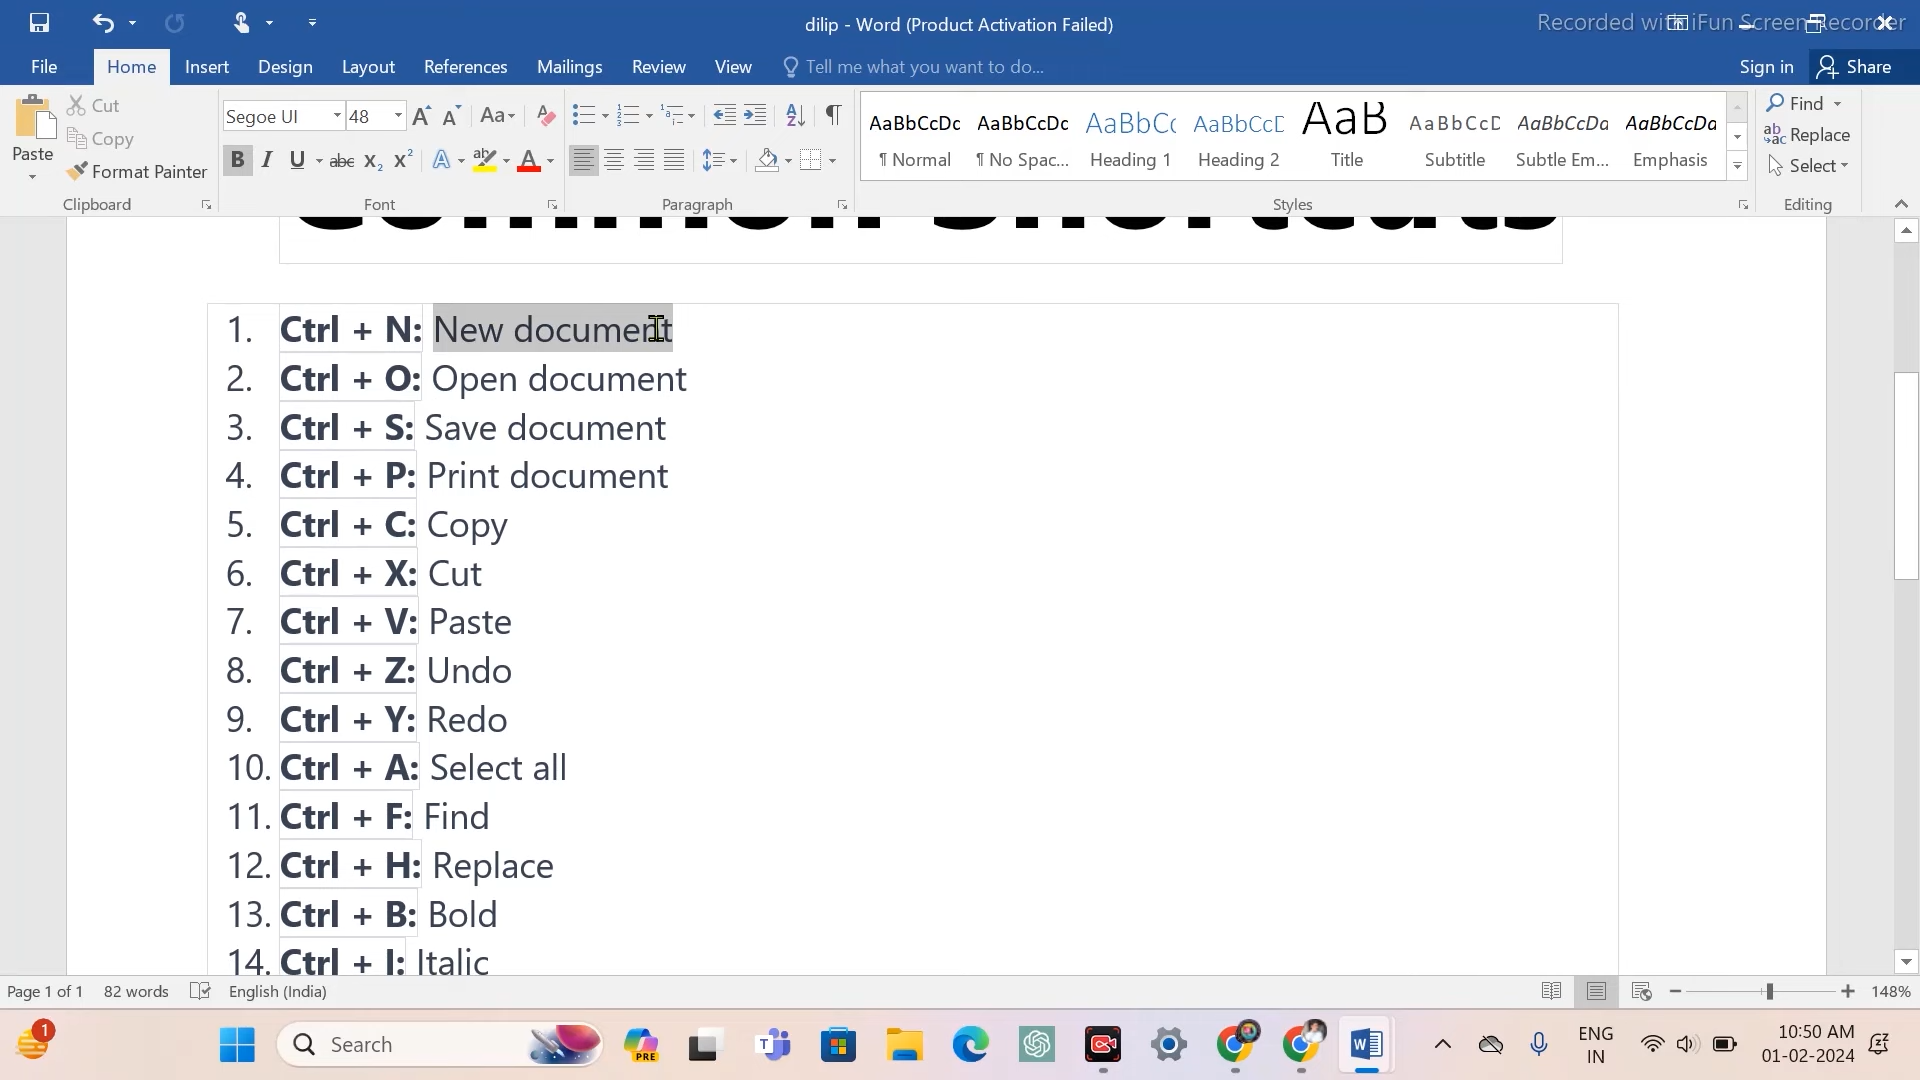 dilip - Word (Product Activation Failed)
Recorded with iFun Screen Recorder
File Home Insert Design Layout References Mailings Review View Tell me what you want to do... Sign in Share
Paste
Cut
Copy
Format Painter
Clipboard
Segoe UI 48
Font
Paragraph
AaBbCcDc AaBbCcDc AaBbCc AaBbCcD AaB AaBbCcD AaBbCcDa AaBbCcDa
¶ Normal ¶ No Spac... Heading 1 Heading 2 Title Subtitle Subtle Em... Emphasis
Styles
Find
Replace
Select
Editing
Common Shortcuts
1. Ctrl + N: New document
2. Ctrl + O: Open document
3. Ctrl + S: Save document
4. Ctrl + P: Print document
5. Ctrl + C: Copy
6. Ctrl + X: Cut
7. Ctrl + V: Paste
8. Ctrl + Z: Undo
9. Ctrl + Y: Redo
10. Ctrl + A: Select all
11. Ctrl + F: Find
12. Ctrl + H: Replace
13. Ctrl + B: Bold
14. Ctrl + I: Italic
Page 1 of 1 82 words English (India) 148%
1
Search
PRE
ENG
IN
10:50 AM
01-02-2024